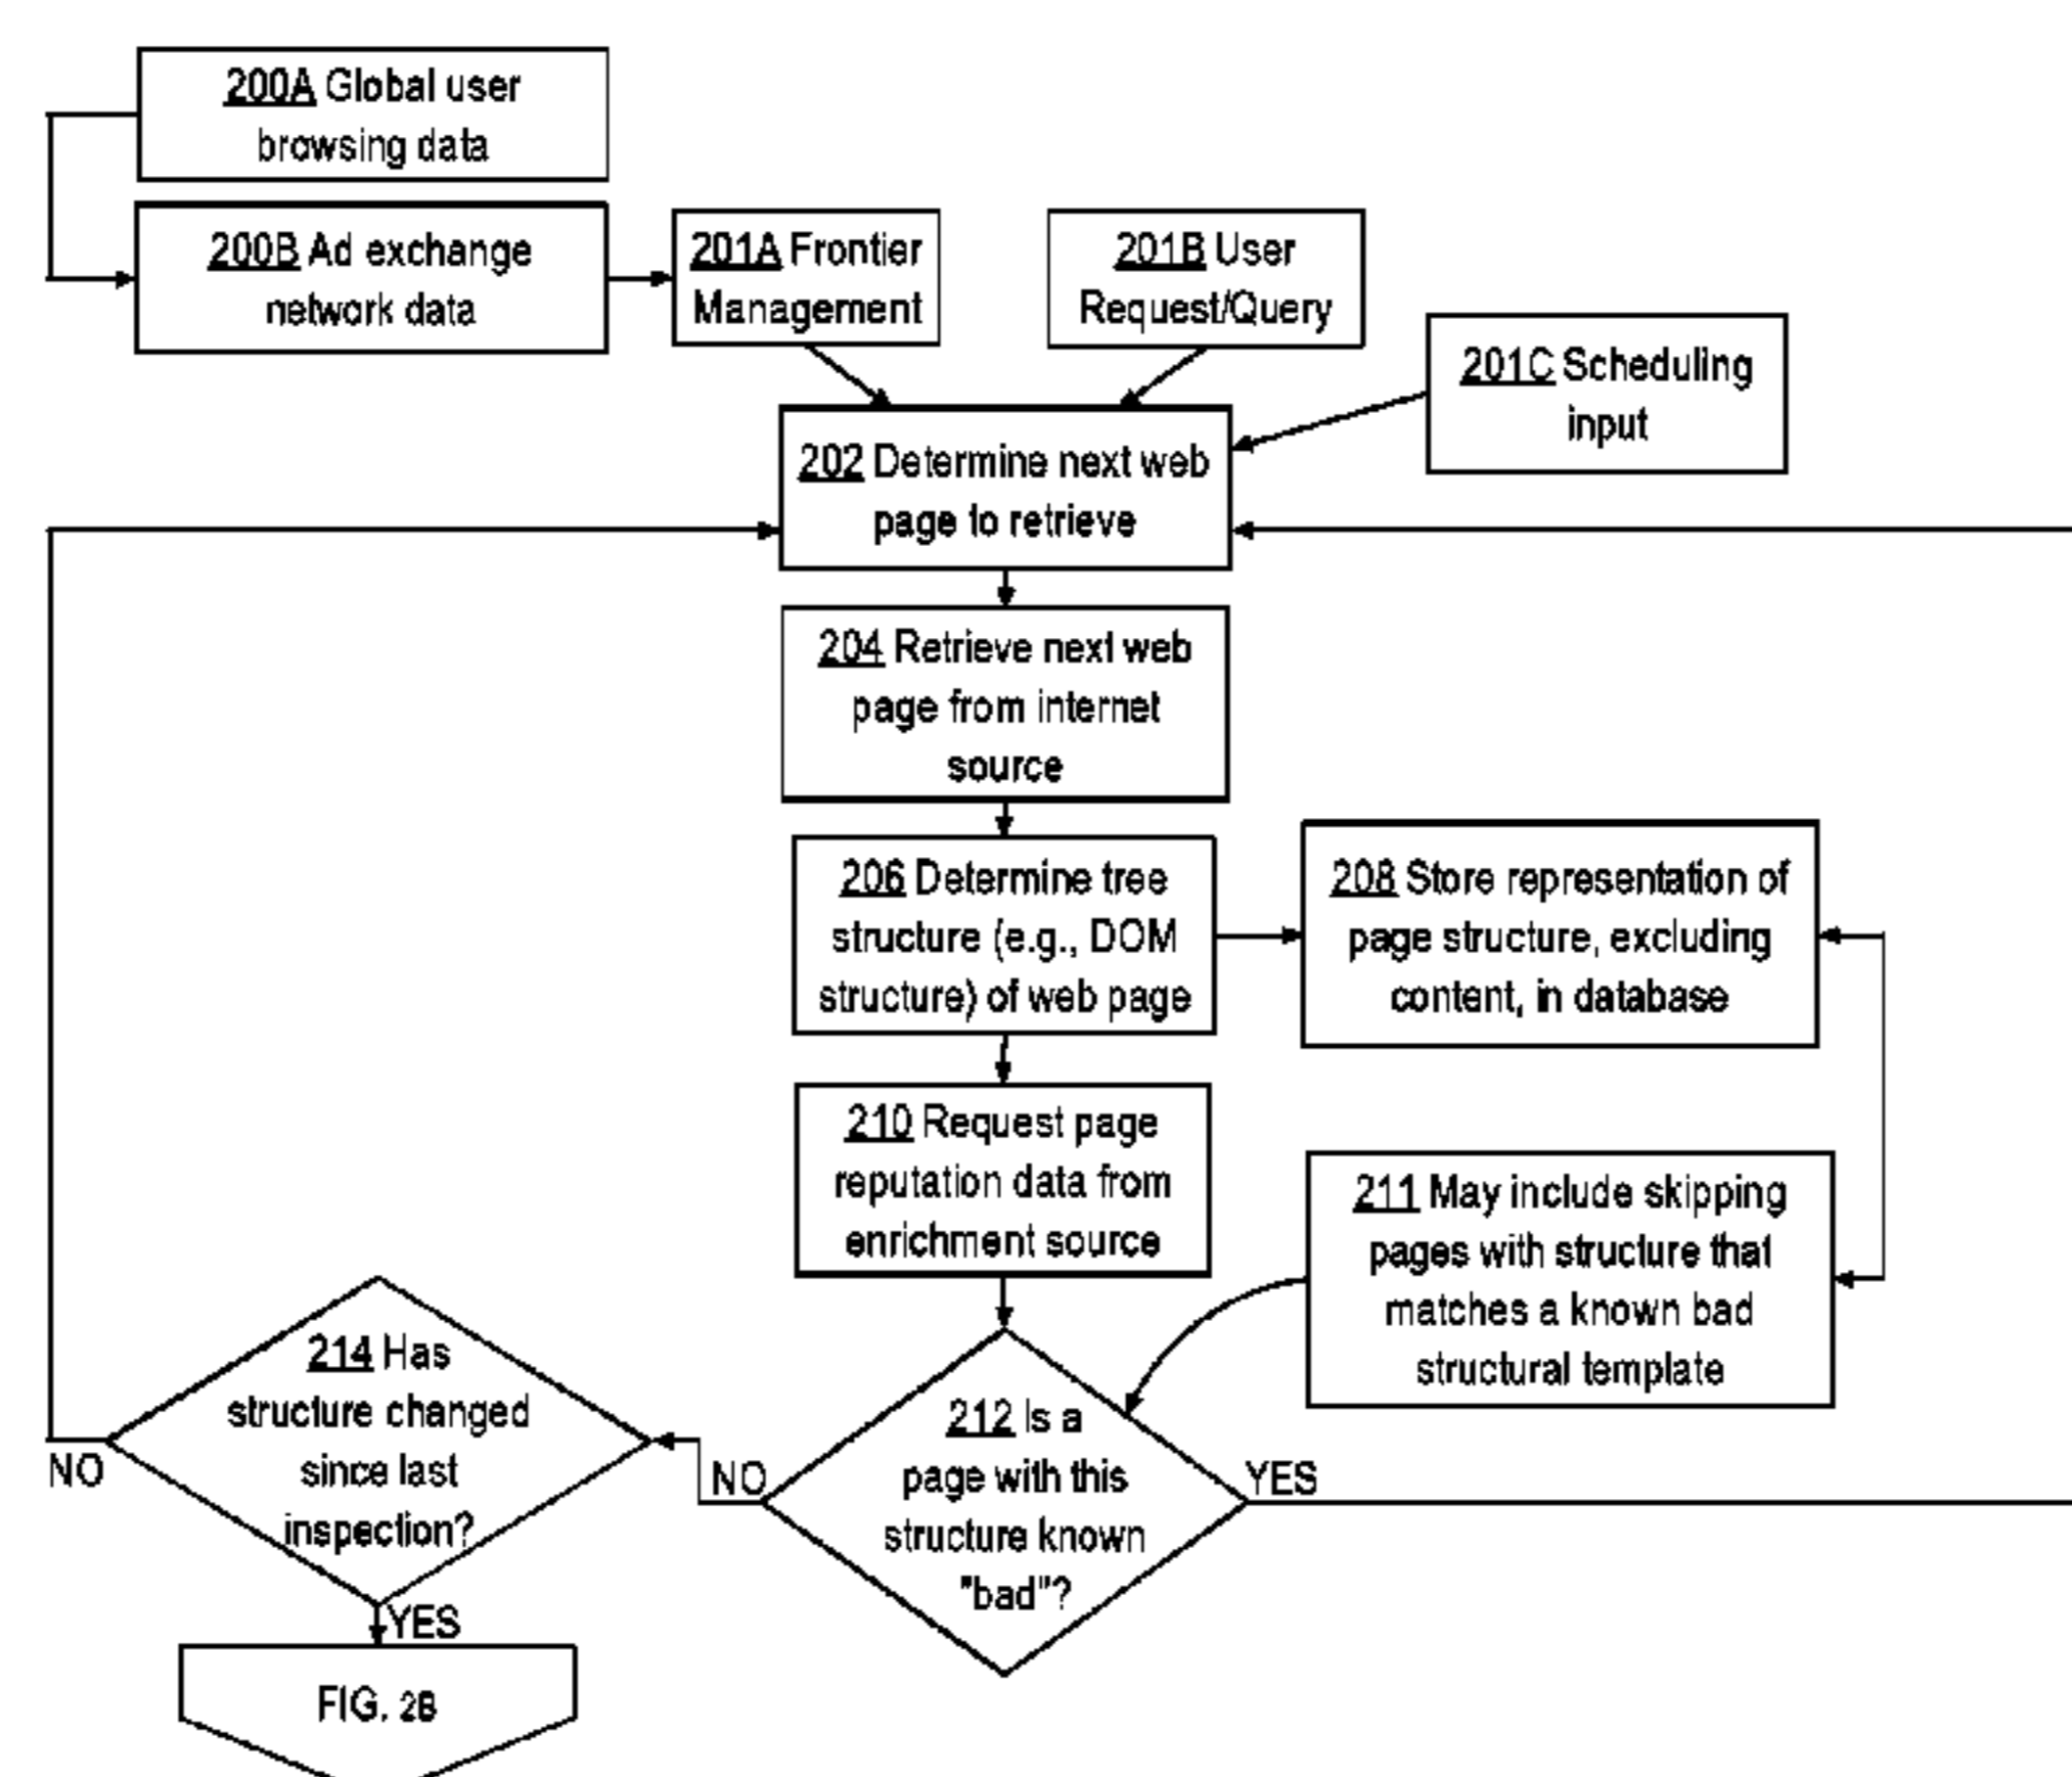 200A Global user
browsing data
200B Ad exchange
network data
201A Frontier
Management
201B User
Request/Query
201C Scheduling
input
202 Determine next web
page to retrieve
204 Retrieve next web
page from internet
source
206 Determine tree
structure (e.g., DOM
structure) of web page
208 Store representation of
page structure, excluding
content, in database
210 Request page
reputation data from
enrichment source
211 May include skipping
pages with structure that
matches a known bad
structural template
212 Is a
page with this
structure known
"bad"?
NO
YES
214 Has
structure changed
since last
inspection?
NO
YES
FIG. 2B